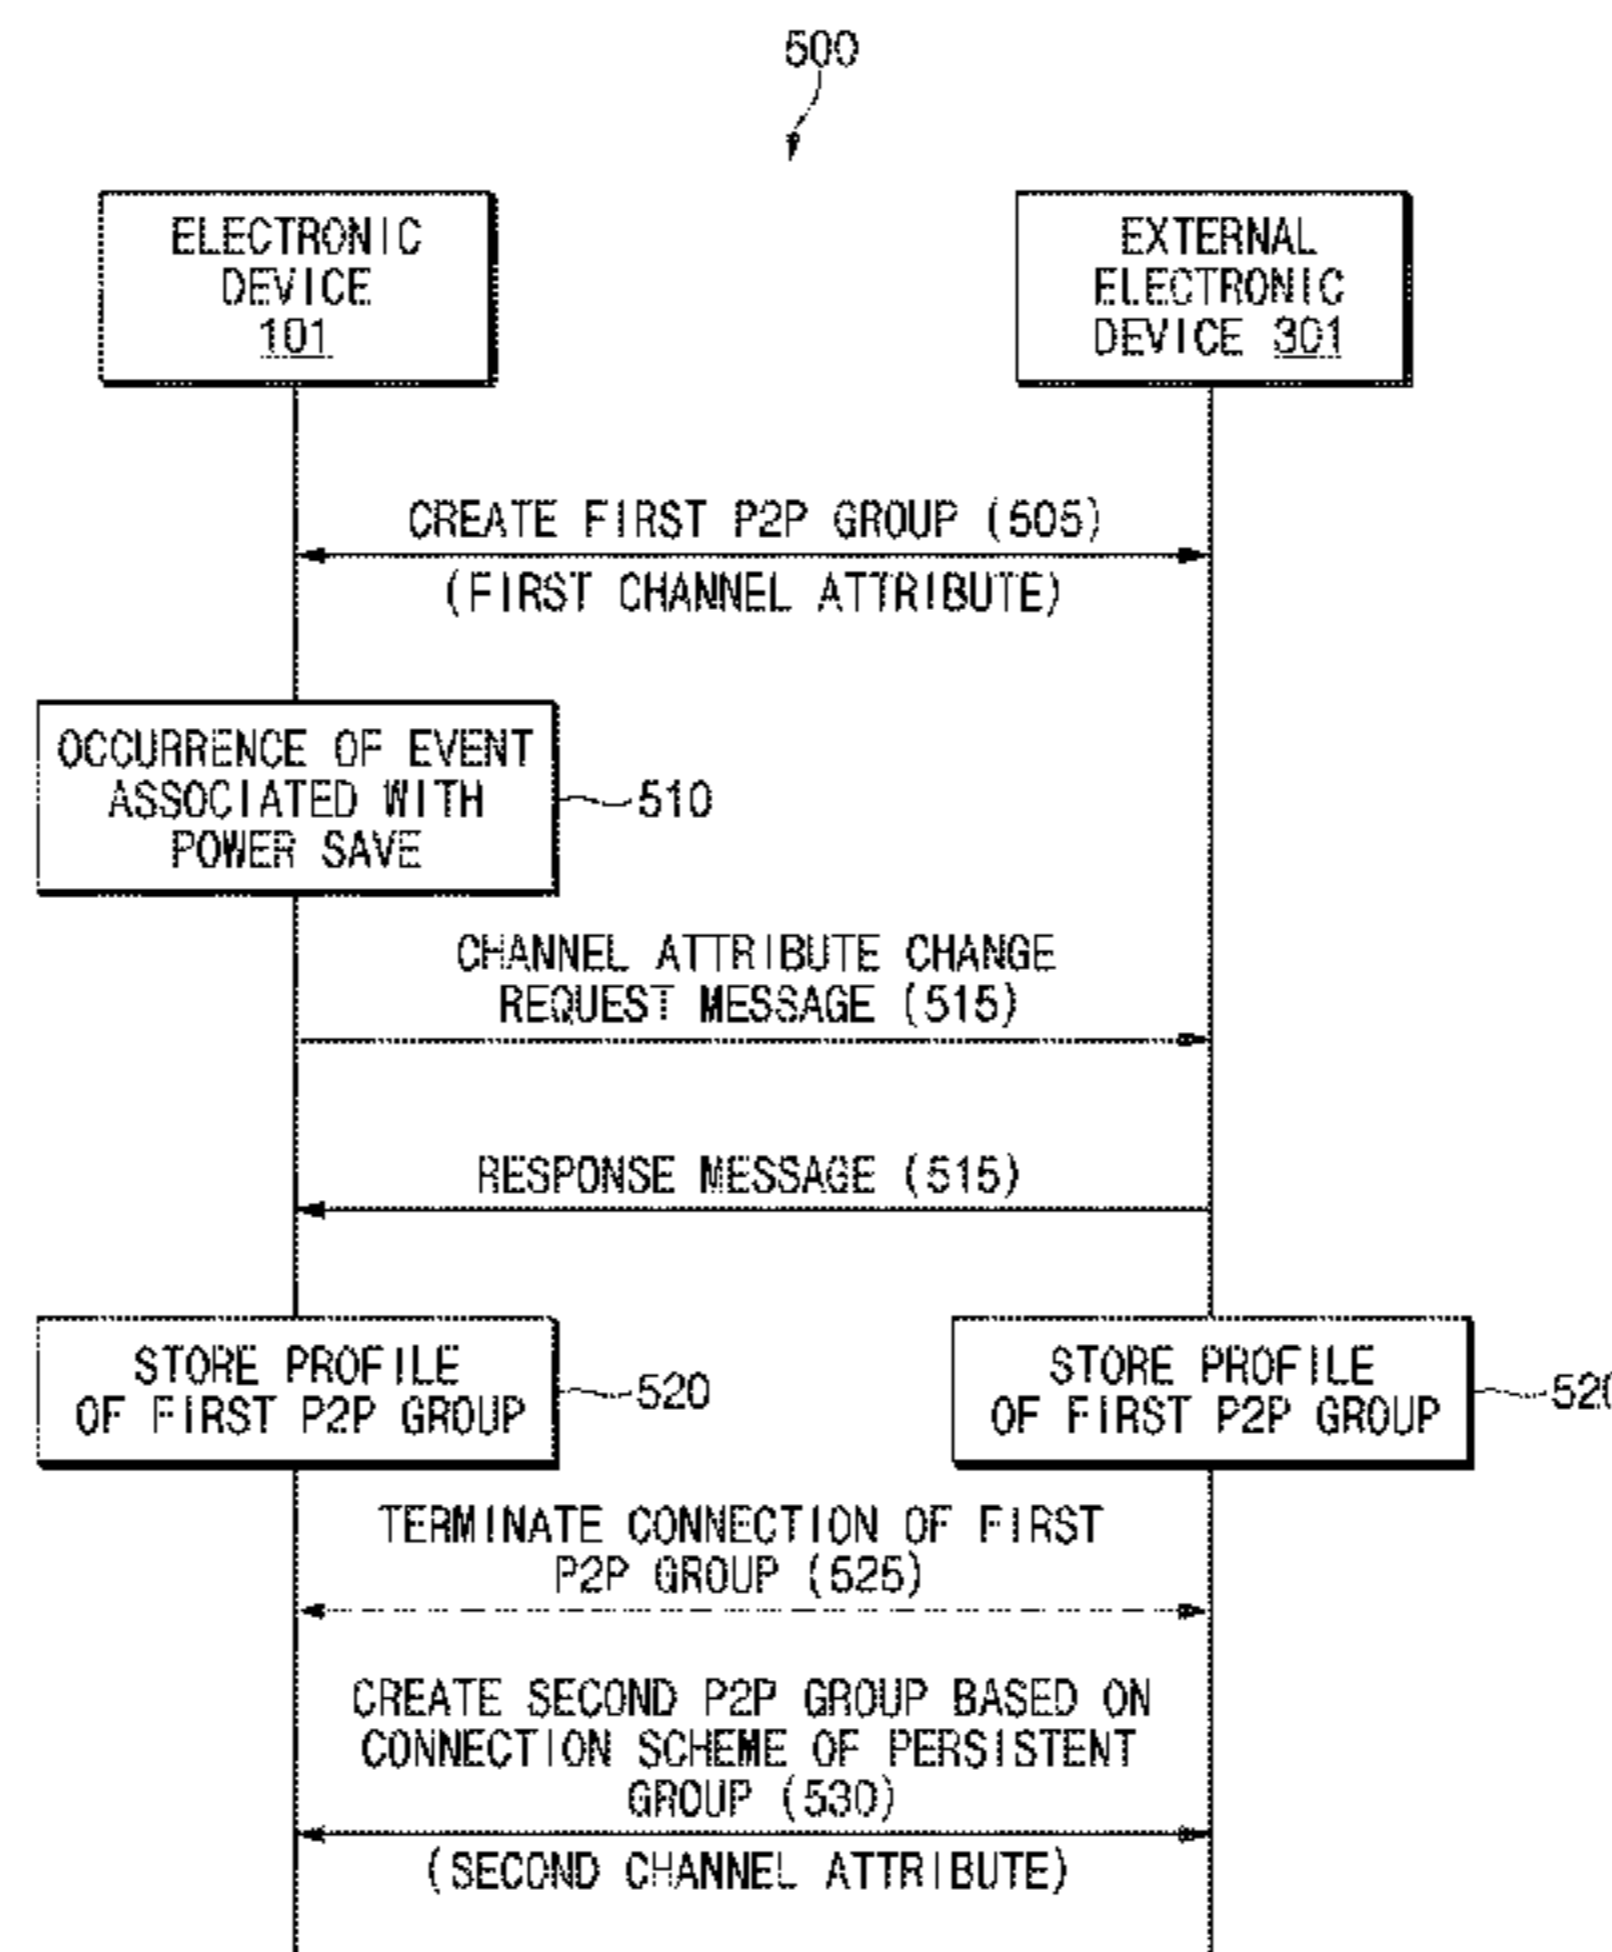 500
ELECTRONIC
DEVICE
101
EXTERNAL
ELECTRONIC
DEVICE 301
CREATE FIRST P2P GROUP (505)
(FIRST CHANNEL ATTRIBUTE)
OCCURRENCE OF EVENT
ASSOCIATED WITH
POWER SAVE
510
CHANNEL ATTRIBUTE CHANGE
REQUEST MESSAGE (515)
RESPONSE MESSAGE (515)
STORE PROFILE
OF FIRST P2P GROUP
520
STORE PROFILE
OF FIRST P2P GROUP
520
TERMINATE CONNECTION OF FIRST
P2P GROUP (525)
CREATE SECOND P2P GROUP BASED ON
CONNECTION SCHEME OF PERSISTENT
GROUP (530)
(SECOND CHANNEL ATTRIBUTE)